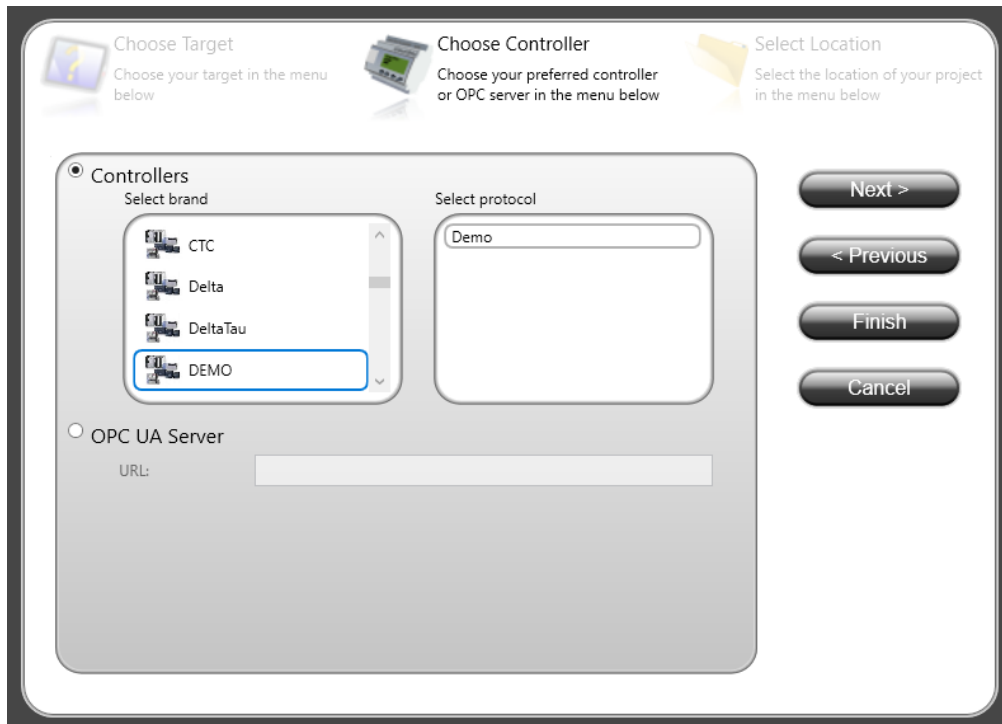 Choose Target
Choose your target in the menu
below
Choose Controller
Choose your preferred controller
or OPC server in the menu below
Select Location
Select the location of your project
in the menu below
Controllers
Select brand
CTC
Delta
DeltaTau
DEMO
Select protocol
Demo
OPC UA Server
URL:
Next >
< Previous
Finish
Cancel